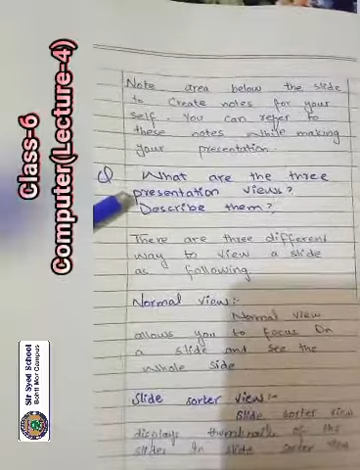 Class-6
Computer(Lecture-4)
Sir Syed School
Bohti Mor Campus
Note area below the slide
to create notes for your
self. You can refer to
these notes while making
your presentation.
Q What are the three
presentation views?
Describe them?
There are three different
way to view a slide
as following.
Normal view:-
Normal view
allows you to focus on
a slide and see the
whole side
Slide sorter view:-
Slide sorter view
displays thumbnails of the
slides in slide sorter view